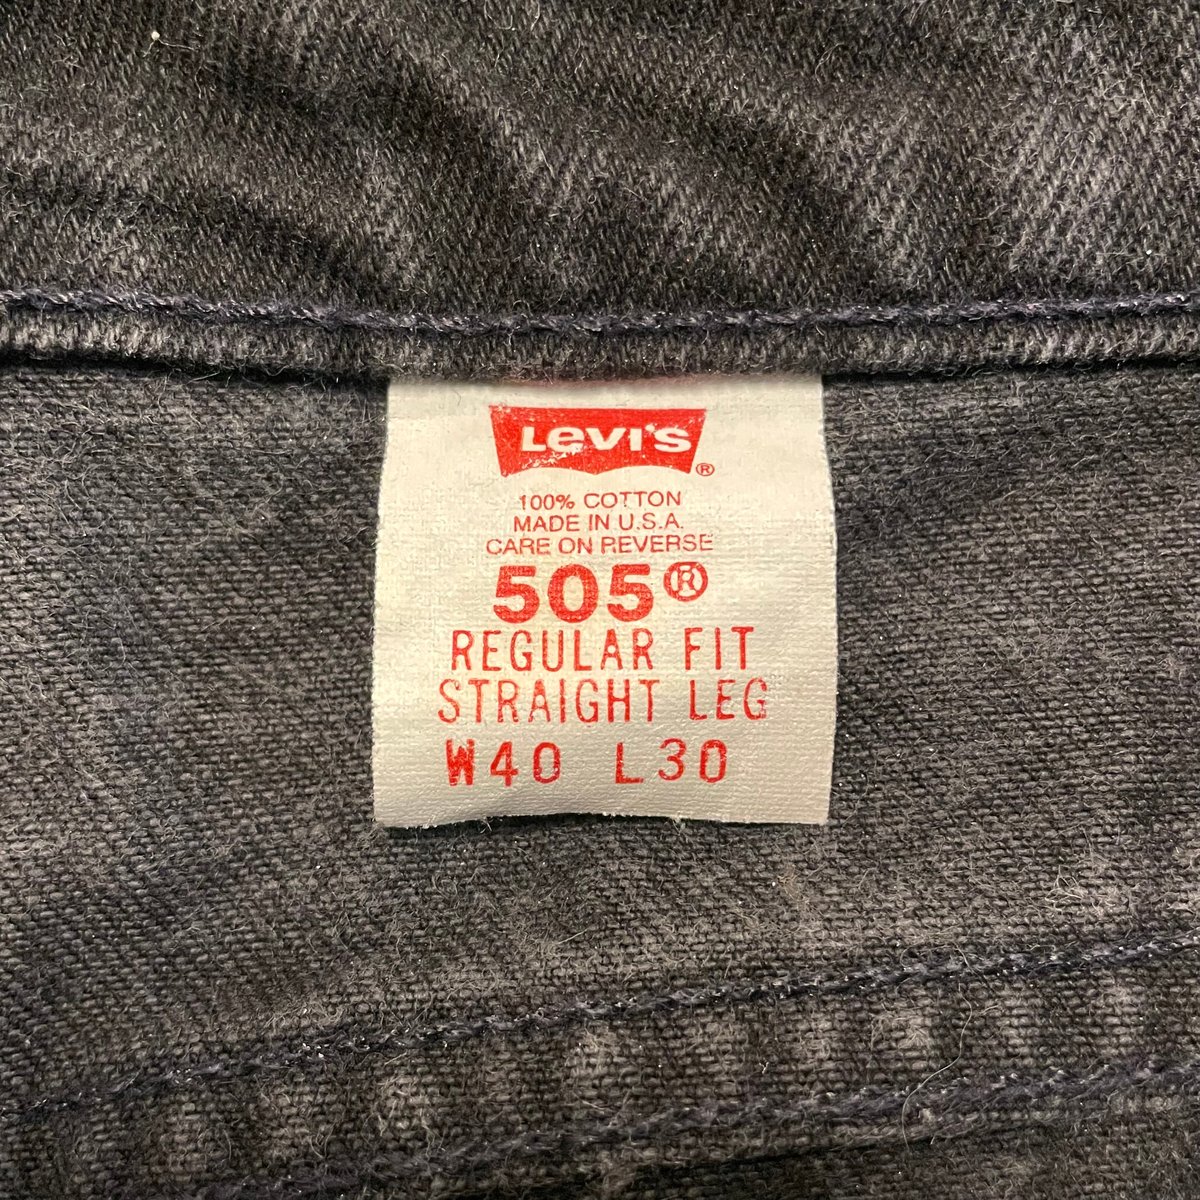 Levi's®
100% COTTON
MADE IN U.S.A.
CARE ON REVERSE
505®
REGULAR FIT
STRAIGHT LEG
W40 L30